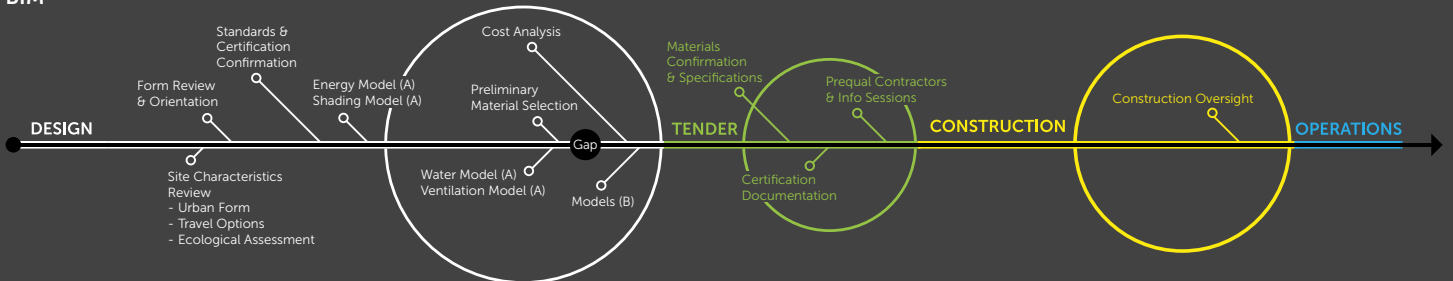 BIM
DESIGN
Form Review
& Orientation
Site Characteristics
Review
- Urban Form
- Travel Options
- Ecological Assessment
Standards &
Certification
Confirmation
Energy Model (A)
Shading Model (A)
Cost Analysis
Preliminary
Material Selection
Gap
Water Model (A)
Ventilation Model (A)
Models (B)
TENDER
Materials
Confirmation
& Specifications
Prequal Contractors
& Info Sessions
Certification
Documentation
CONSTRUCTION
Construction Oversight
OPERATIONS